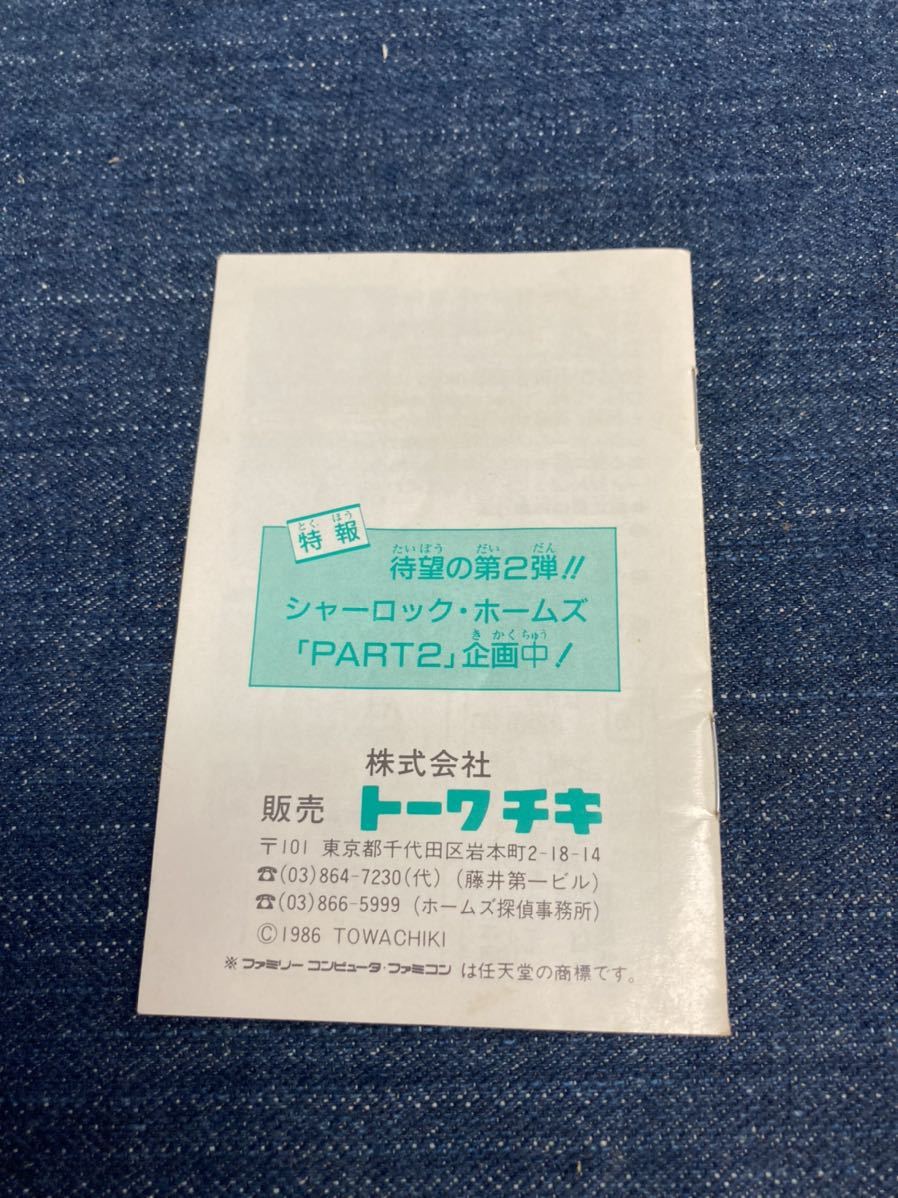 とくほう
特報
たいぼう だい だん
待望の第2弾!!
シャーロック・ホームズ
きかくちゅう
「PART2」企画中!
株式会社
販売 トーワチキ
〒101 東京都千代田区岩本町2-18-14
☎(03)864-7230(代) (藤井第一ビル)
☎(03)866-5999 (ホームズ探偵事務所)
©1986 TOWACHIKI
※ファミリーコンピュータ・ファミコン は任天堂の商標です。